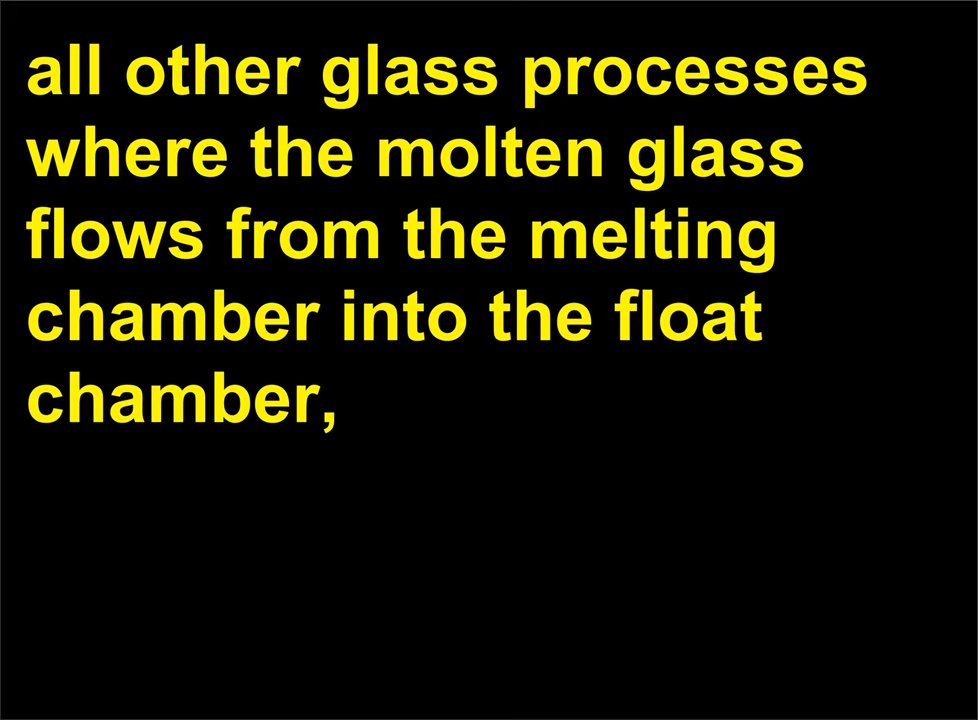 all other glass processes
where the molten glass
flows from the melting
chamber into the float
chamber,